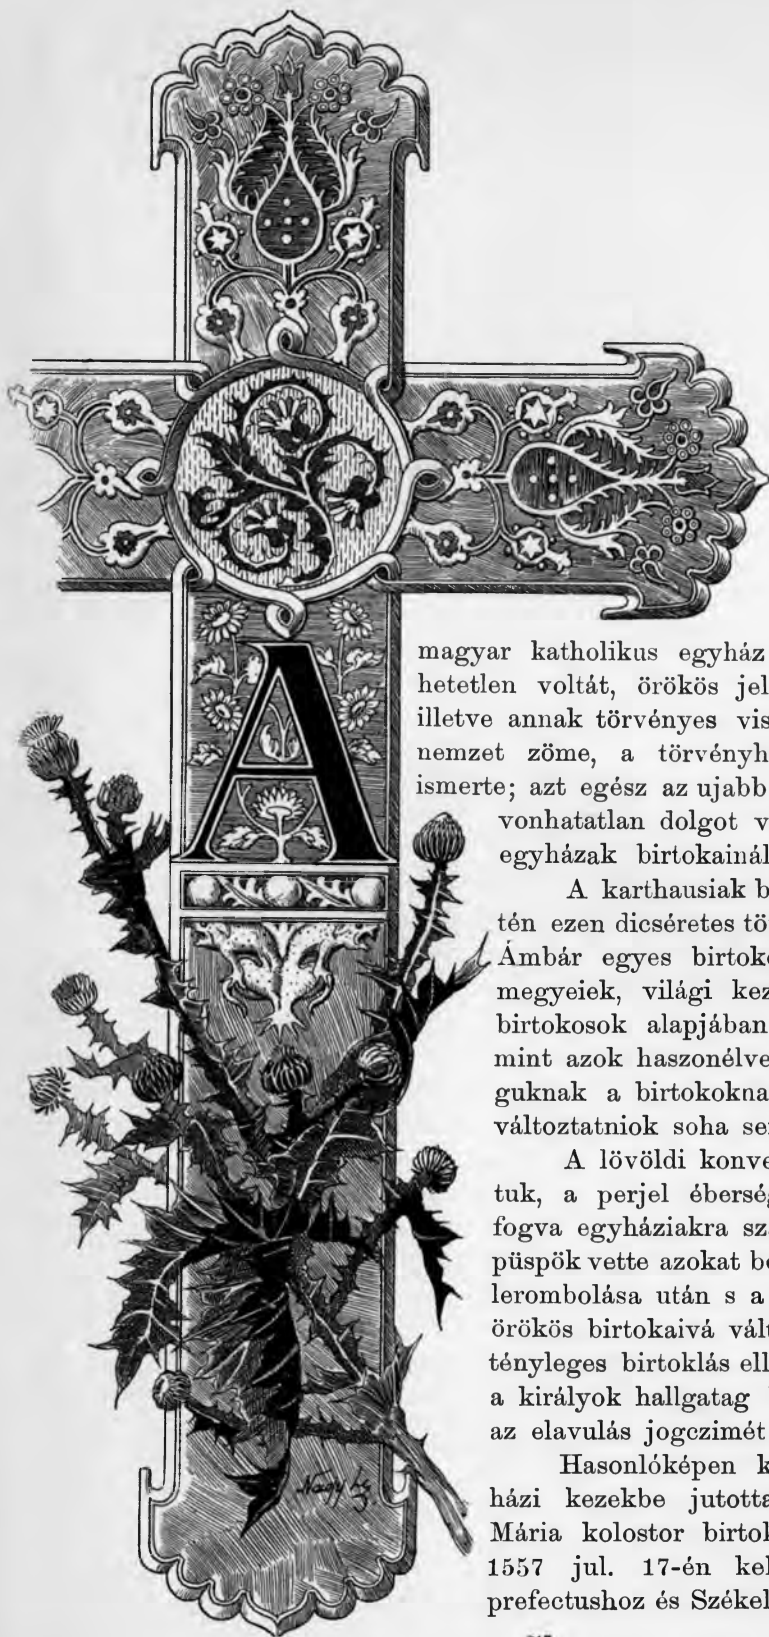 A
magyar katholikus egyház
hetetlen voltát, örökös jel
illetve annak törvényes vis
nemzet zöme, a törvényh
ismerte; azt egész az ujabb
vonhatatlan dolgot v
egyházak birtokainál
A karthausiak b
tén ezen dicséretes tö
Ámbár egyes birtok
megyeiek, világi kez
birtokosok alapjában
mint azok haszonélve
guknak a birtokokna
változtatniok soha se
A lövöldi konve
tuk, a perjel éberség
fogva egyháziakra sz
püspök vette azokat be
lerombolása után s a
örökös birtokaivá vált
tényleges birtoklás ell
a királyok hallgatag
az elavulás jogczimét
Hasonlóképen k
házi kezekbe jutotta
Mária kolostor birtok
1557 jul. 17-én kel
prefectushoz és Székel
Nagy